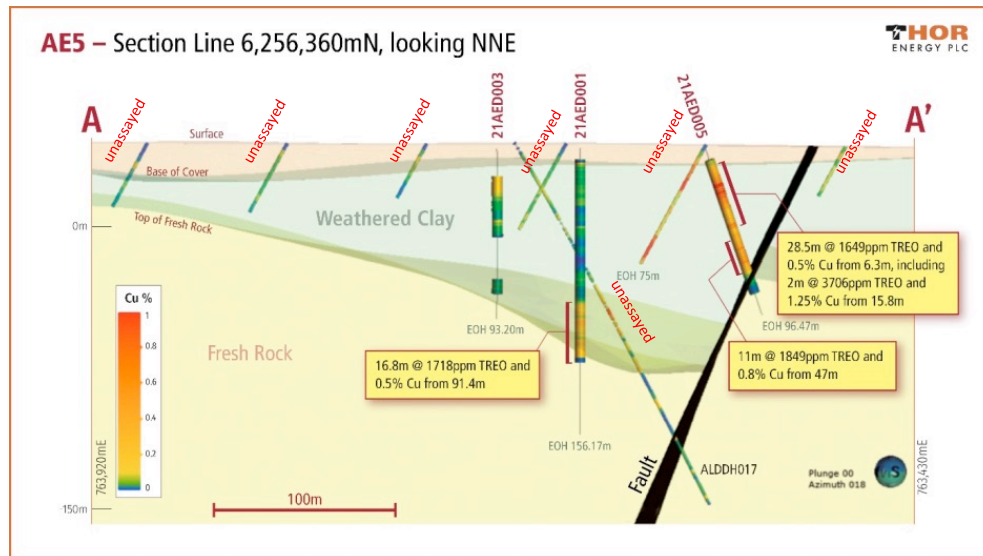 AE5 – Section Line 6,256,360mN, looking NNE
THOR
ENERGY PLC
A
A'
unassayed
unassayed
unassayed
21AED003
unassayed
21AED001
unassayed
21AED005
unassayed
Surface
Base of Cover
Top of Fresh Rock
Weathered Clay
0m
EOH 75m
unassayed
28.5m @ 1649ppm TREO and
0.5% Cu from 6.3m, including
2m @ 3706ppm TREO and
1.25% Cu from 15.8m
EOH 93.20m
EOH 96.47m
Fresh Rock
16.8m @ 1718ppm TREO and
0.5% Cu from 91.4m
11m @ 1849ppm TREO and
0.8% Cu from 47m
Cu %
1
0.8
0.6
0.4
0.2
0
EOH 156.17m
Fault
ALDDH017
Plunge 00
Azimuth 018
763,920mE
763,430mE
100m
-150m